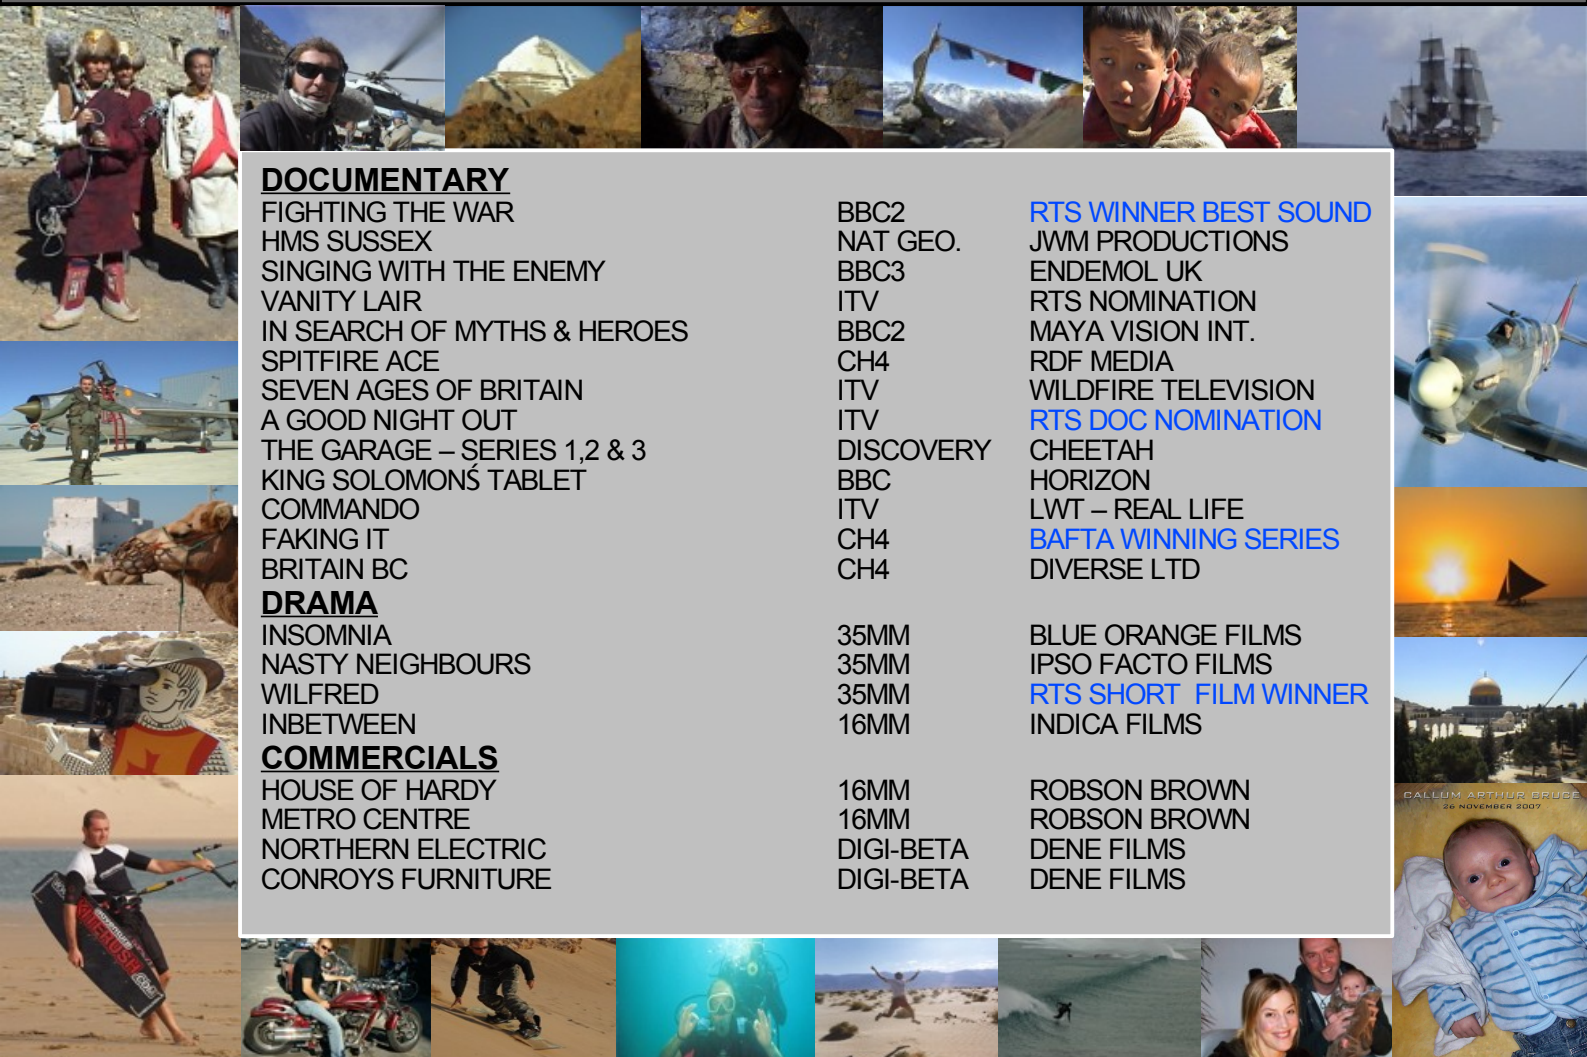 DOCUMENTARY
FIGHTING THE WAR BBC2 RTS WINNER BEST SOUND
HMS SUSSEX NAT GEO. JWM PRODUCTIONS
SINGING WITH THE ENEMY BBC3 ENDEMOL UK
VANITY LAIR ITV RTS NOMINATION
IN SEARCH OF MYTHS & HEROES BBC2 MAYA VISION INT.
SPITFIRE ACE CH4 RDF MEDIA
SEVEN AGES OF BRITAIN ITV WILDFIRE TELEVISION
A GOOD NIGHT OUT ITV RTS DOC NOMINATION
THE GARAGE – SERIES 1,2 & 3 DISCOVERY CHEETAH
KING SOLOMONŚ TABLET BBC HORIZON
COMMANDO ITV LWT – REAL LIFE
FAKING IT CH4 BAFTA WINNING SERIES
BRITAIN BC CH4 DIVERSE LTD
DRAMA
INSOMNIA 35MM BLUE ORANGE FILMS
NASTY NEIGHBOURS 35MM IPSO FACTO FILMS
WILFRED 35MM RTS SHORT FILM WINNER
INBETWEEN 16MM INDICA FILMS
COMMERCIALS
HOUSE OF HARDY 16MM ROBSON BROWN
METRO CENTRE 16MM ROBSON BROWN
NORTHERN ELECTRIC DIGI-BETA DENE FILMS
CONROYS FURNITURE DIGI-BETA DENE FILMS
CALLUM ARTHUR BRUCE
26 NOVEMBER 2007